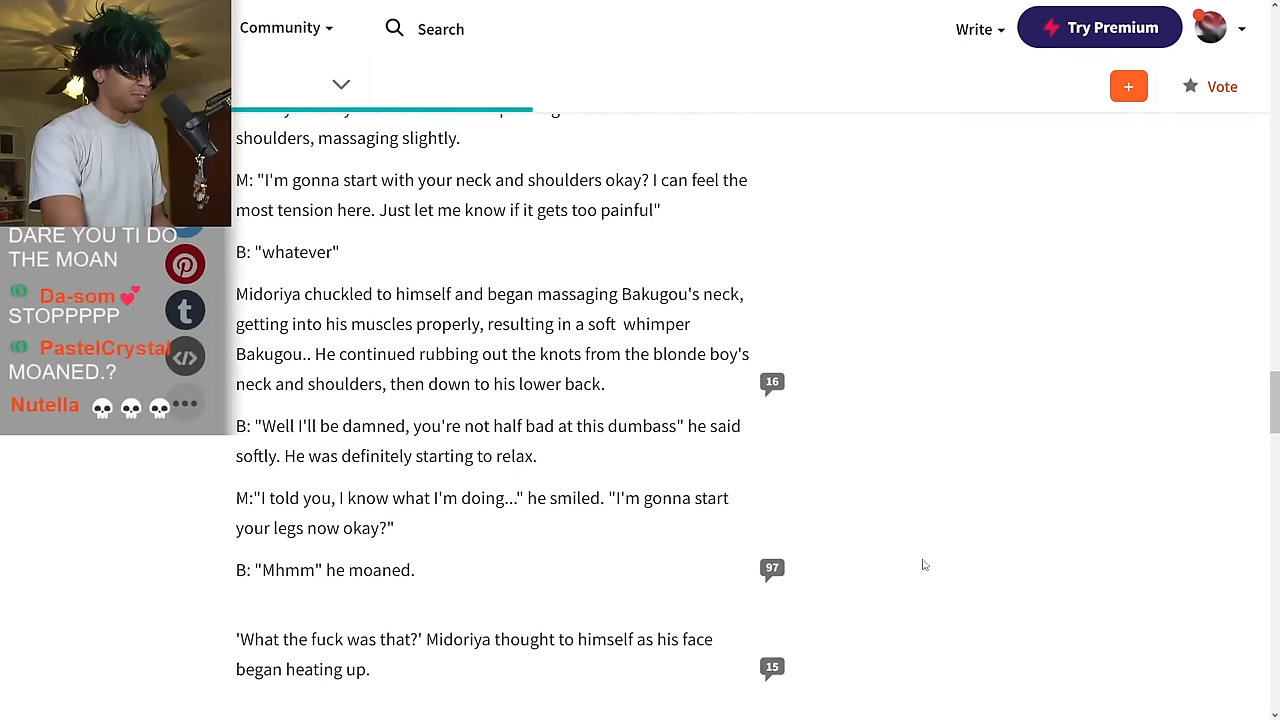 Community
Search
Write
Try Premium
Vote
shoulders, massaging slightly.
M: "I'm gonna start with your neck and shoulders okay? I can feel the
most tension here. Just let me know if it gets too painful"
B: "whatever"
Midoriya chuckled to himself and began massaging Bakugou's neck,
getting into his muscles properly, resulting in a soft  whimper
Bakugou.. He continued rubbing out the knots from the blonde boy's
neck and shoulders, then down to his lower back.
16
B: "Well I'll be damned, you're not half bad at this dumbass" he said
softly. He was definitely starting to relax.
M:"I told you, I know what I'm doing..." he smiled. "I'm gonna start
your legs now okay?"
B: "Mhmm" he moaned.
97
'What the fuck was that?' Midoriya thought to himself as his face
began heating up.
15
DARE YOU TI DO
THE MOAN
Da-som 💕
STOPPPPP
PastelCrystal
MOANED.?
Nutella 💀 💀 💀